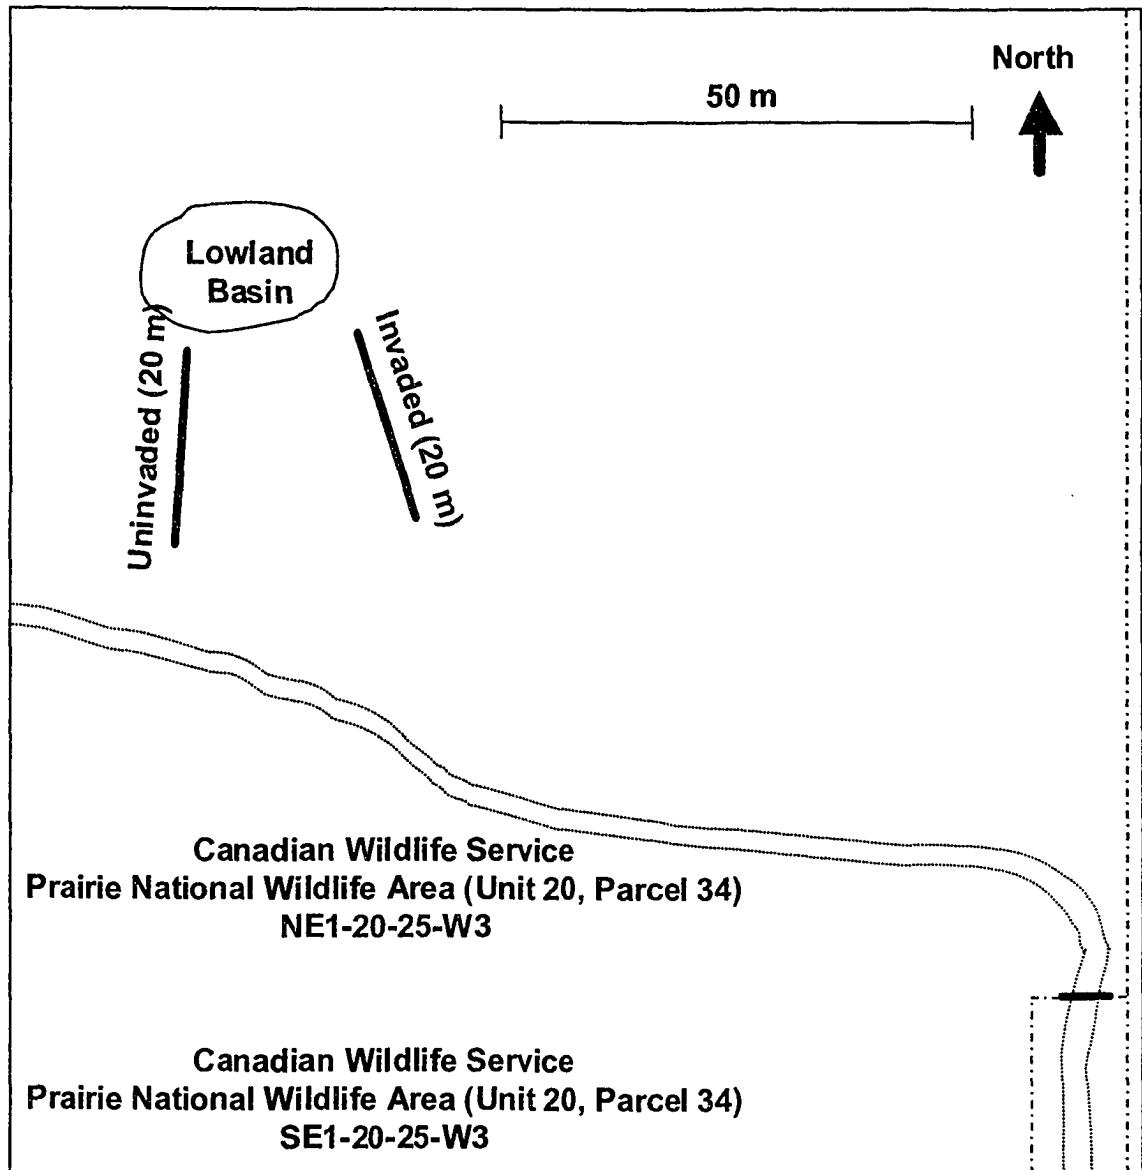 North
50 m
Lowland
Basin
Uninvaded (20 m)
Invaded (20 m)
Canadian Wildlife Service
Prairie National Wildlife Area (Unit 20, Parcel 34)
NE1-20-25-W3
Canadian Wildlife Service
Prairie National Wildlife Area (Unit 20, Parcel 34)
SE1-20-25-W3